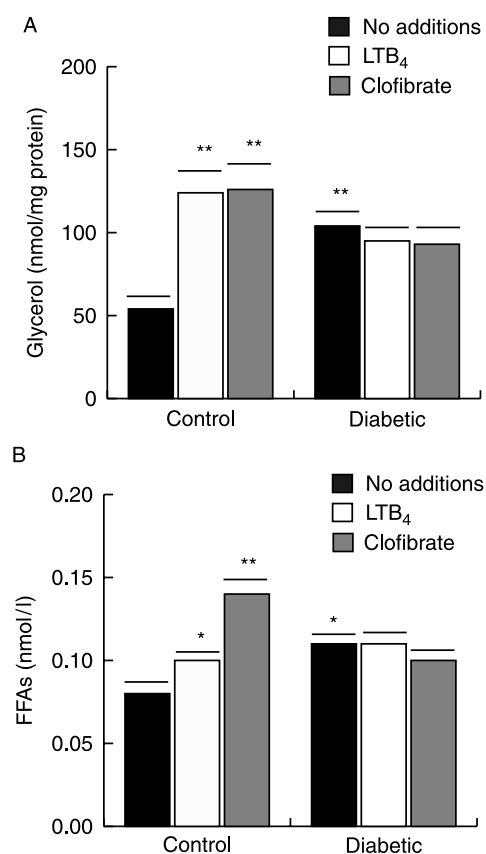 A
No additions
LTB₄
Clofibrate
Glycerol (nmol/mg protein)
200
150
100
50
0
**
**
**
Control
Diabetic
B
No additions
LTB₄
Clofibrate
FFAs (nmol/l)
0.20
0.15
0.10
0.05
0.00
*
**
*
Control
Diabetic